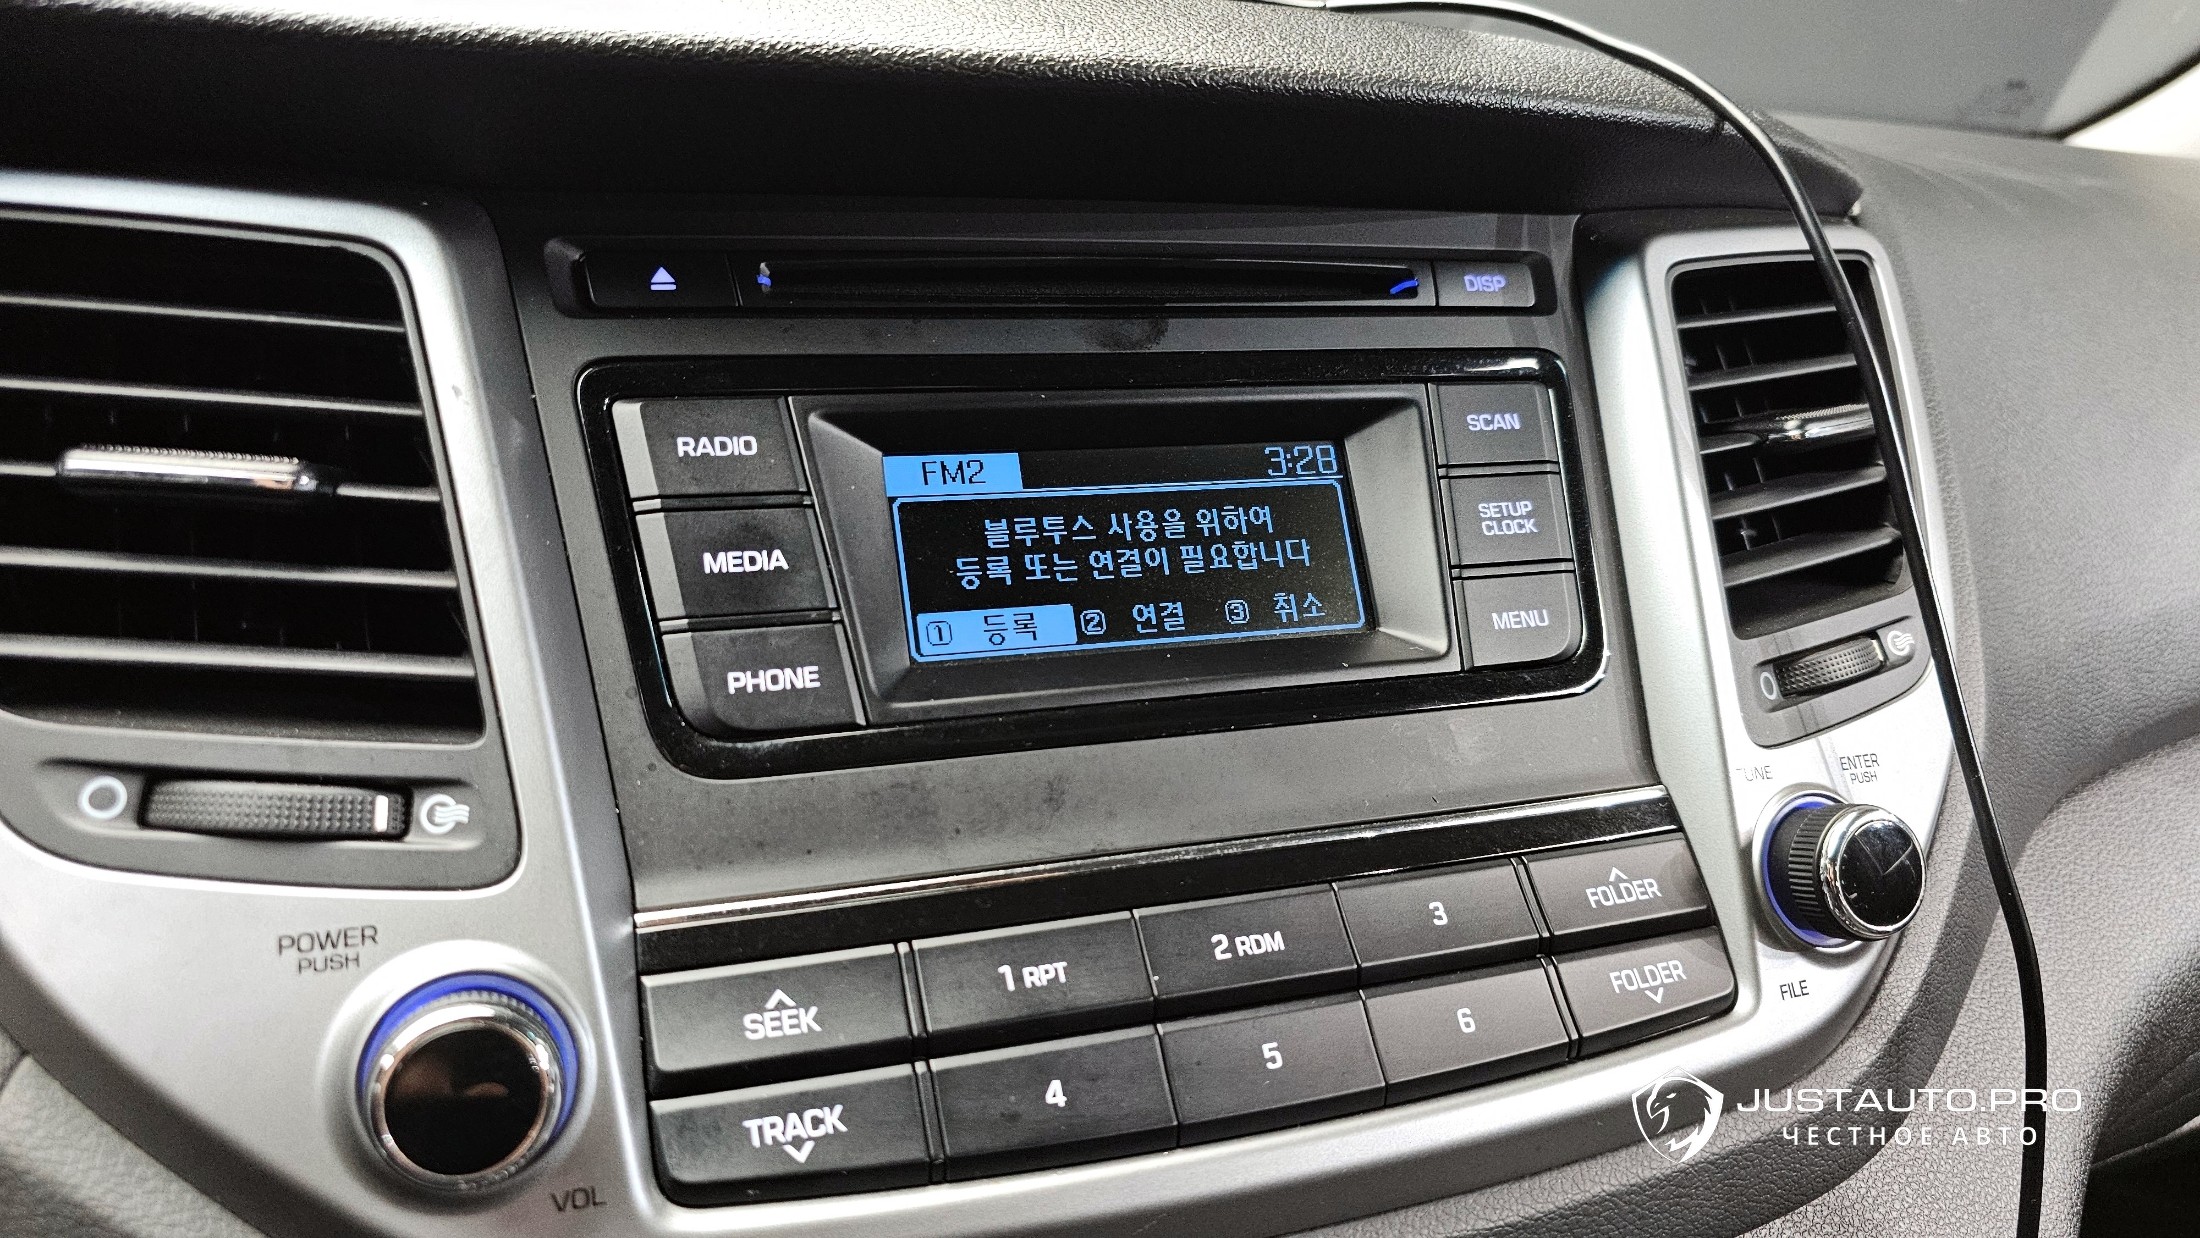 DISP
RADIO
MEDIA
PHONE
FM2 3:28
블루투스 사용을 위하여
등록 또는 연결이 필요합니다
1 등록 2 연결 3 취소
SCAN
SETUP
CLOCK
MENU
TUNE
ENTER
PUSH
FILE
POWER
PUSH
VOL
SEEK
1 RPT
2 RDM
3
FOLDER
TRACK
4
5
6
FOLDER
JUSTAUTO.PRO
ЧЕСТНОЕ АВТО